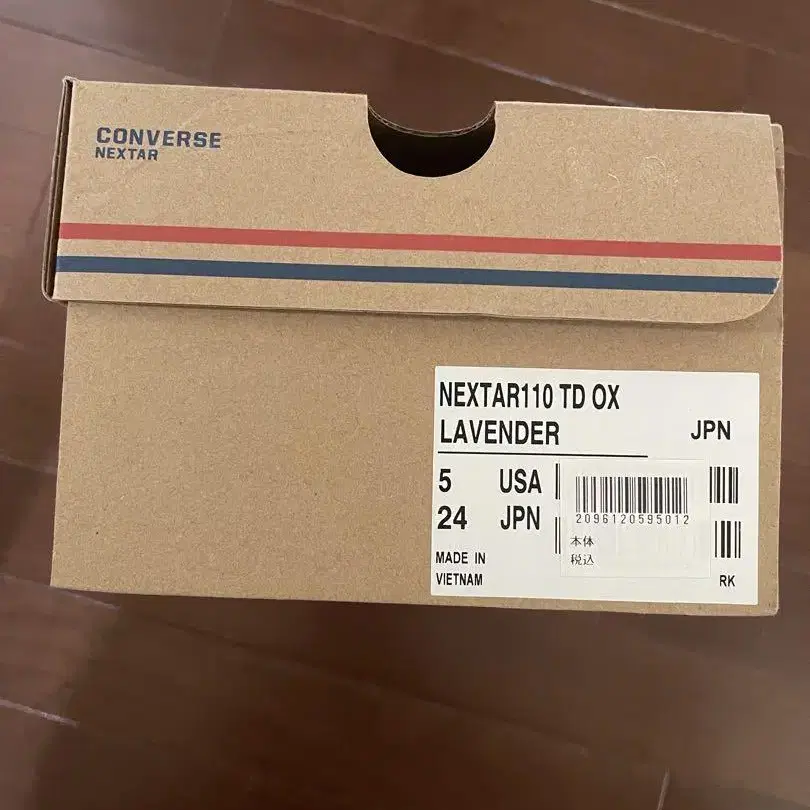 CONVERSE
NEXTAR
NEXTAR110 TD OX
LAVENDER
JPN
5 USA
24 JPN
2096120595012
本体
税込
MADE IN
VIETNAM
RK